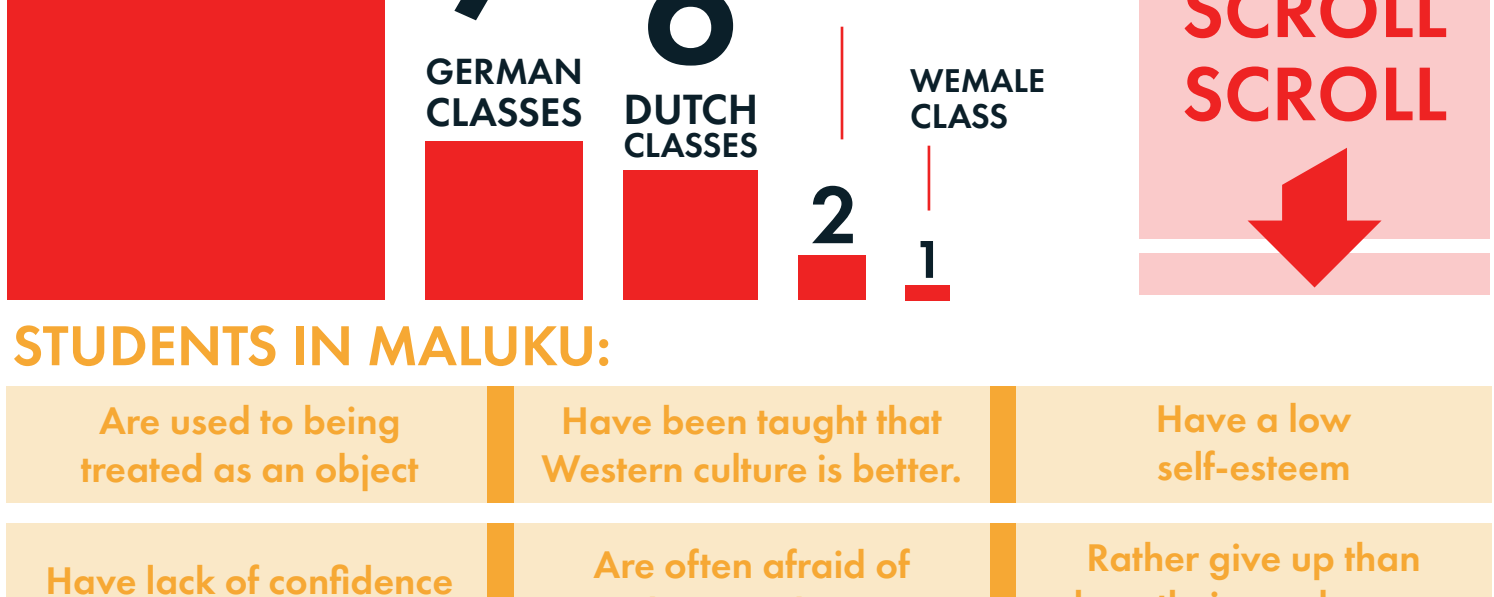 SCROLL
SCROLL
GERMAN
CLASSES
DUTCH
CLASSES
2
WEMALE
CLASS
1
STUDENTS IN MALUKU:
Are used to being
treated as an object
Have been taught that
Western culture is better.
Have a low
self-esteem
Have lack of confidence
Are often afraid of
Rather give up than